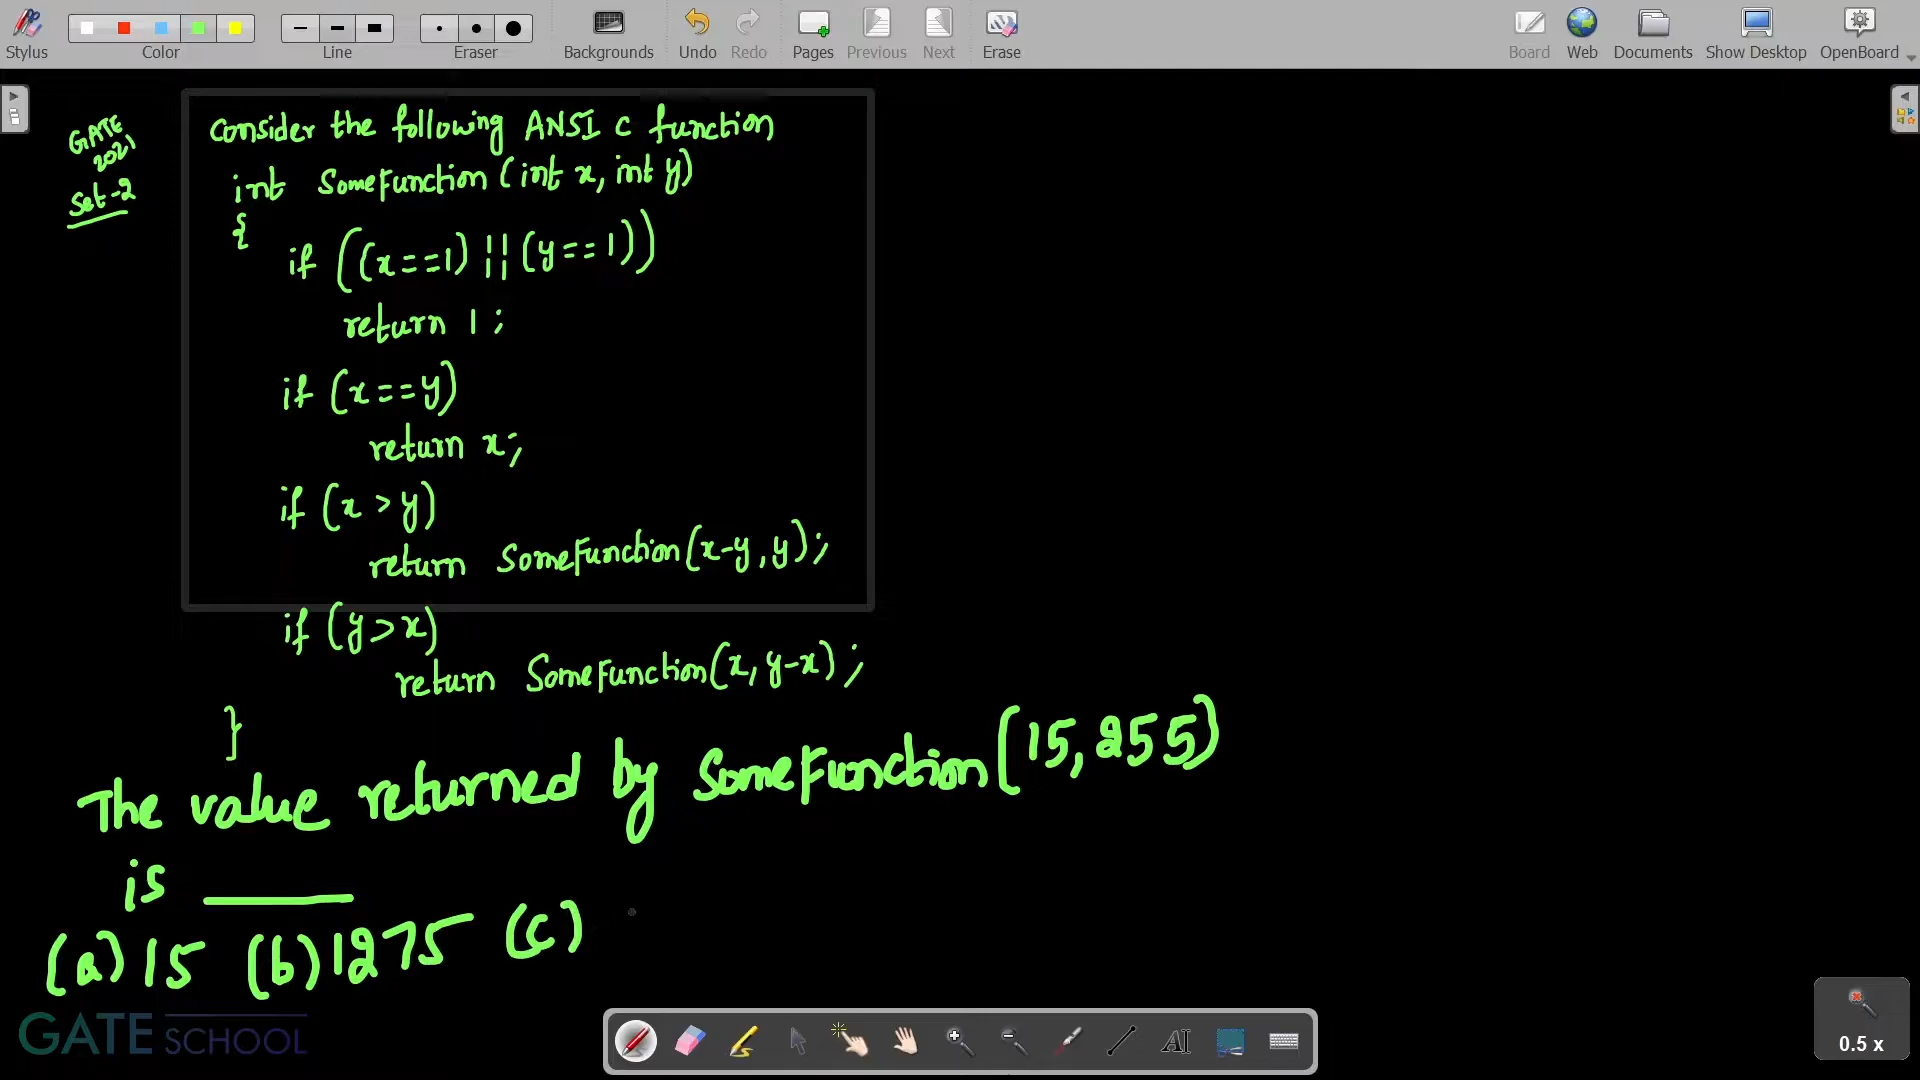 Stylus Color Line Eraser Backgrounds Undo Redo Pages Previous Next Erase Board Web Documents Show Desktop OpenBoard
GATE
2021
Set-2
Consider the following ANSI C function
int SomeFunction(int x, int y)
{
if ((x==1) || (y==1))
return 1;
if (x==y)
return x;
if (x>y)
return SomeFunction(x-y, y);
if (y>x)
return SomeFunction(x, y-x);
}
The value returned by SomeFunction(15, 255)
is ____
(a) 15 (b) 1275 (c)
GATE SCHOOL
AI
0.5 x